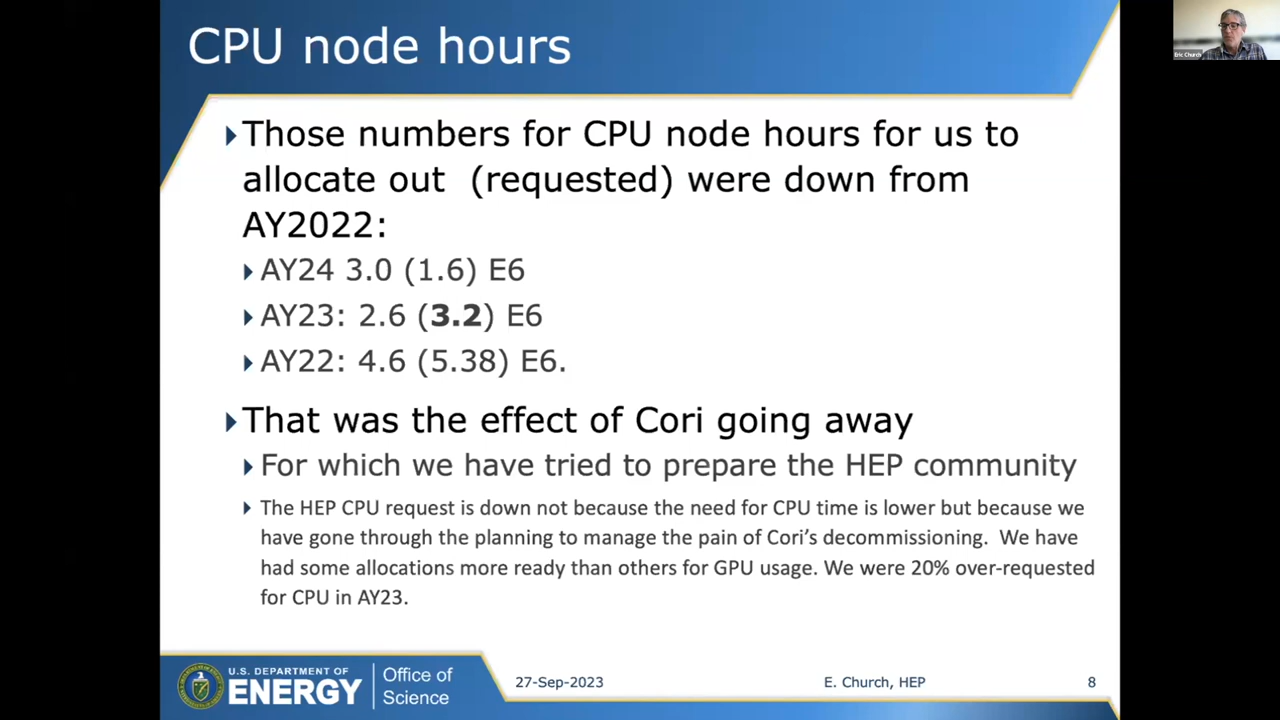 CPU node hours
Eric Church
Those numbers for CPU node hours for us to
allocate out (requested) were down from
AY2022:
AY24 3.0 (1.6) E6
AY23: 2.6 (3.2) E6
AY22: 4.6 (5.38) E6.
That was the effect of Cori going away
For which we have tried to prepare the HEP community
The HEP CPU request is down not because the need for CPU time is lower but because we
have gone through the planning to manage the pain of Cori’s decommissioning. We have
had some allocations more ready than others for GPU usage. We were 20% over-requested
for CPU in AY23.
U.S. DEPARTMENT OF
ENERGY
Office of
Science
27-Sep-2023
E. Church, HEP
8